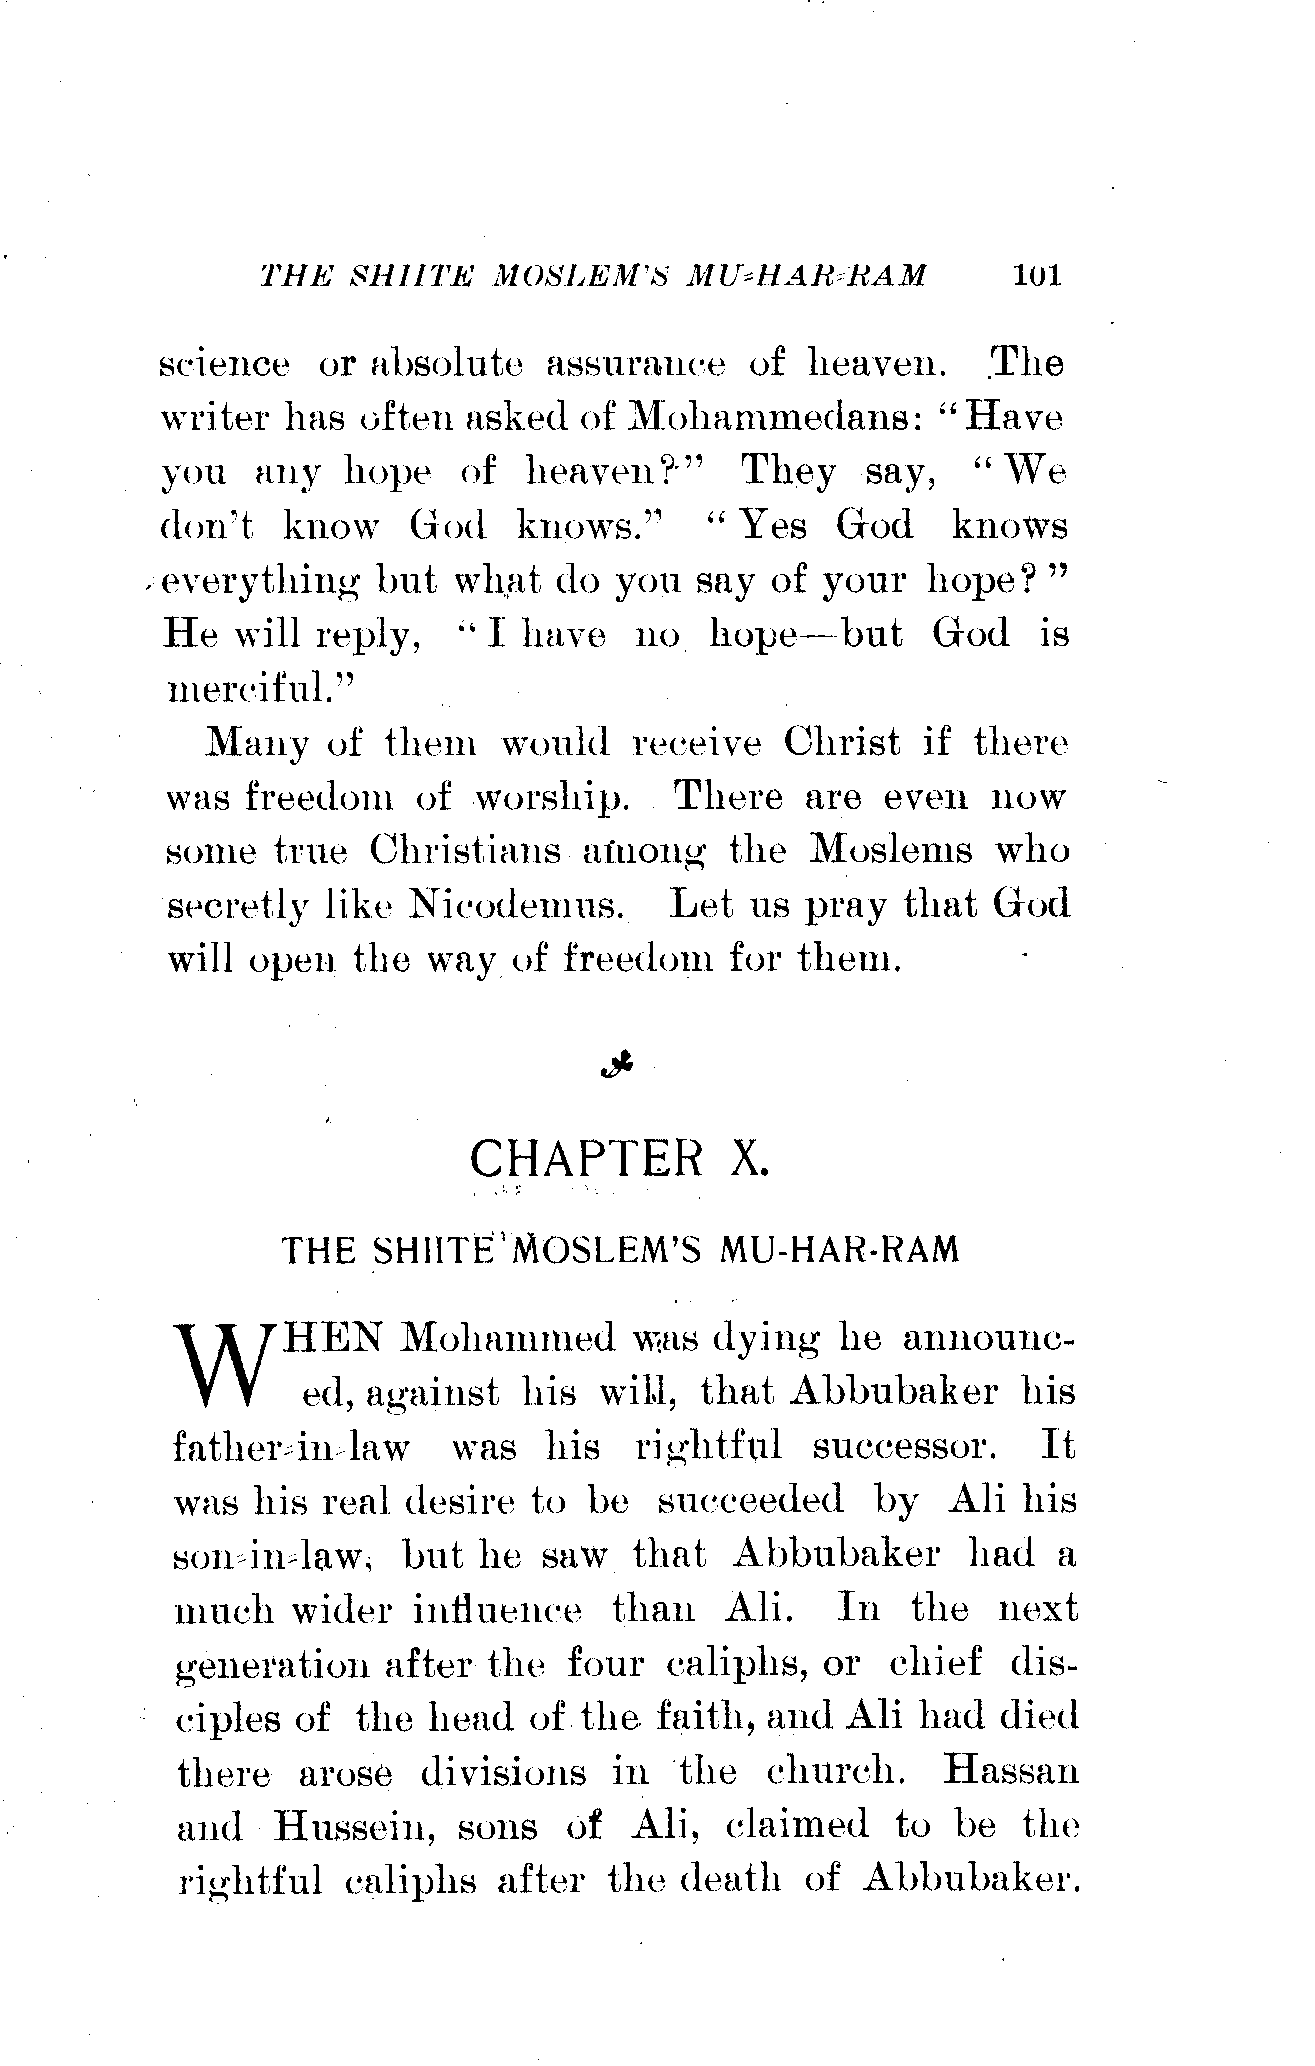 THE SHIITE MOSLEM'S MU-HAR-RAM 101
science or absolute assurance of heaven. The
writer has often asked of Mohammedans: "Have
you any hope of heaven?" They say, "We
don't know God knows." "Yes God knows
everything but what do you say of your hope?"
He will reply, "I have no hope—but God is
merciful."
Many of them would receive Christ if there
was freedom of worship. There are even now
some true Christians among the Moslems who
secretly like Nicodemus. Let us pray that God
will open the way of freedom for them.
CHAPTER X.
THE SHIITE MOSLEM'S MU-HAR-RAM
WHEN Mohammed was dying he announc-
ed, against his will, that Abbubaker his
father-in-law was his rightful successor. It
was his real desire to be succeeded by Ali his
son-in-law, but he saw that Abbubaker had a
much wider influence than Ali. In the next
generation after the four caliphs, or chief dis-
ciples of the head of the faith, and Ali had died
there arose divisions in the church. Hassan
and Hussein, sons of Ali, claimed to be the
rightful caliphs after the death of Abbubaker.